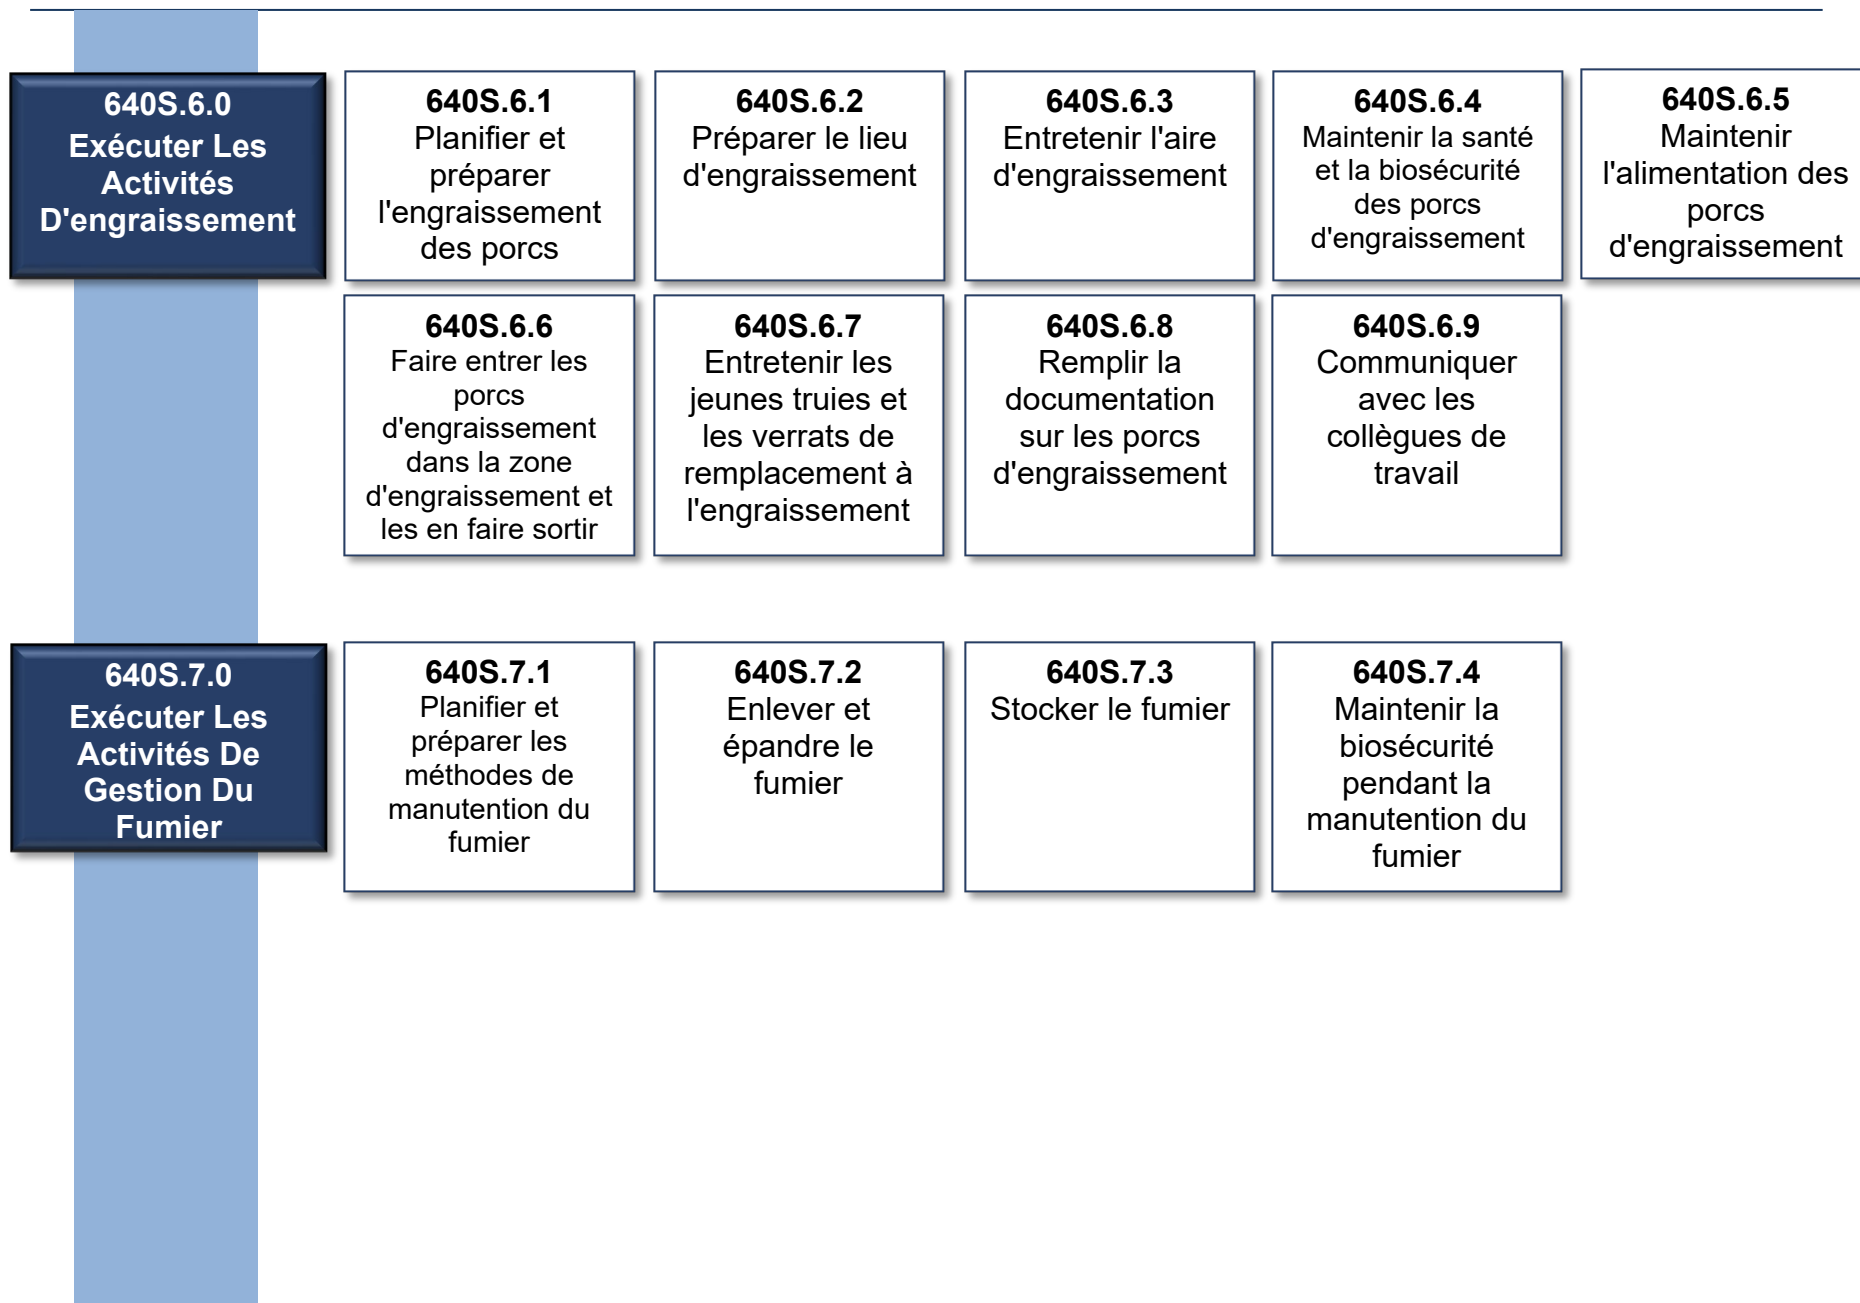 640S.6.0
Exécuter Les
Activités
D'engraissement
640S.6.1
Planifier et
préparer
l'engraissement
des porcs
640S.6.2
Préparer le lieu
d'engraissement
640S.6.3
Entretenir l'aire
d'engraissement
640S.6.4
Maintenir la santé
et la biosécurité
des porcs
d'engraissement
640S.6.5
Maintenir
l'alimentation des
porcs
d'engraissement
640S.6.6
Faire entrer les
porcs
d'engraissement
dans la zone
d'engraissement et
les en faire sortir
640S.6.7
Entretenir les
jeunes truies et
les verrats de
remplacement à
l'engraissement
640S.6.8
Remplir la
documentation
sur les porcs
d'engraissement
640S.6.9
Communiquer
avec les
collègues de
travail
640S.7.0
Exécuter Les
Activités De
Gestion Du
Fumier
640S.7.1
Planifier et
préparer les
méthodes de
manutention du
fumier
640S.7.2
Enlever et
épandre le
fumier
640S.7.3
Stocker le fumier
640S.7.4
Maintenir la
biosécurité
pendant la
manutention du
fumier